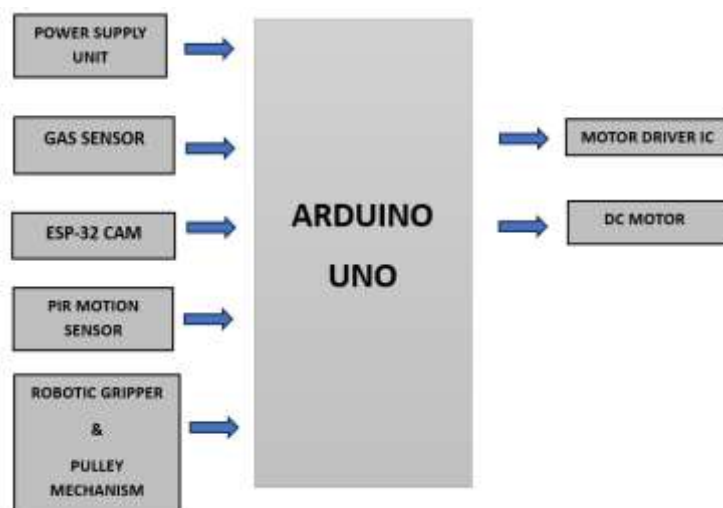 POWER SUPPLY
UNIT
GAS SENSOR
ESP-32 CAM
PIR MOTION
SENSOR
ROBOTIC GRIPPER
&
PULLEY
MECHANISM
ARDUINO
UNO
MOTOR DRIVER IC
DC MOTOR